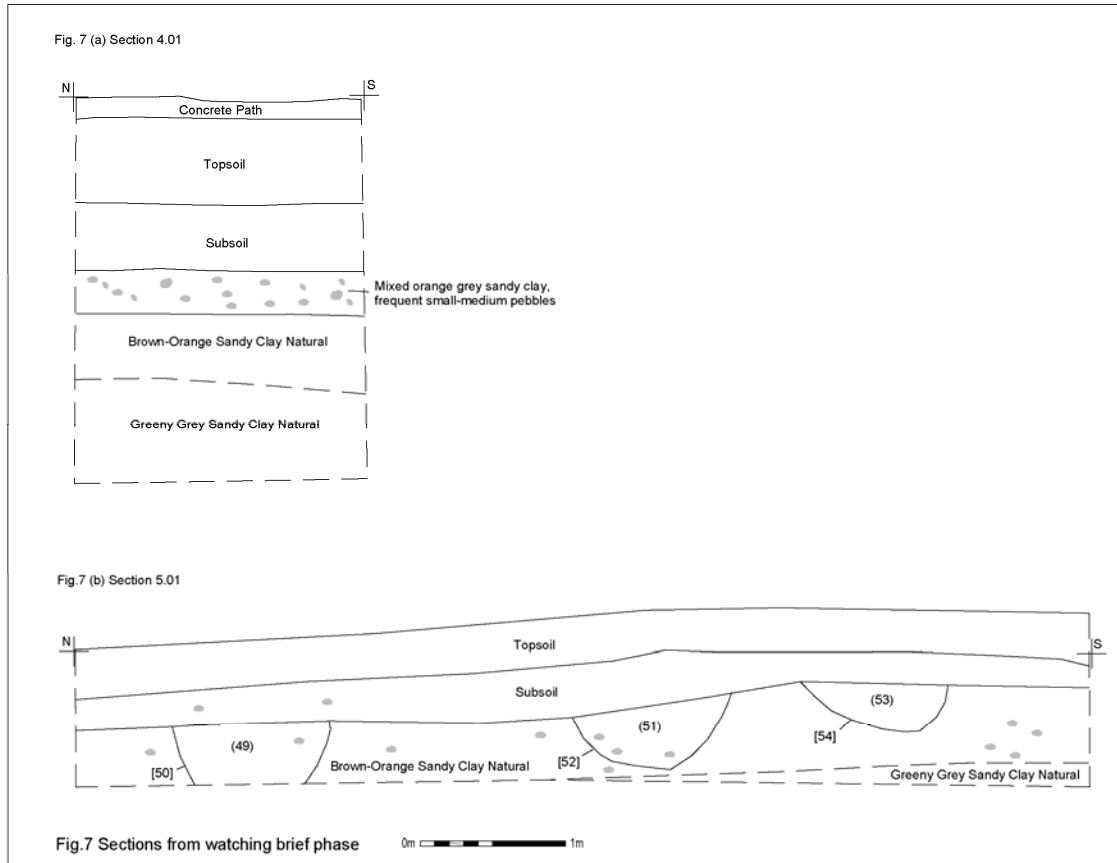 Fig. 7 (a) Section 4.01
N
S
Concrete Path
Topsoil
Subsoil
Mixed orange grey sandy clay,
frequent small-medium pebbles
Brown-Orange Sandy Clay Natural
Greeny Grey Sandy Clay Natural
Fig.7 (b) Section 5.01
N
S
Topsoil
Subsoil
(53)
(51)
(49)
[54]
[52]
[50]
Brown-Orange Sandy Clay Natural
Greeny Grey Sandy Clay Natural
Fig.7 Sections from watching brief phase
0m
1m